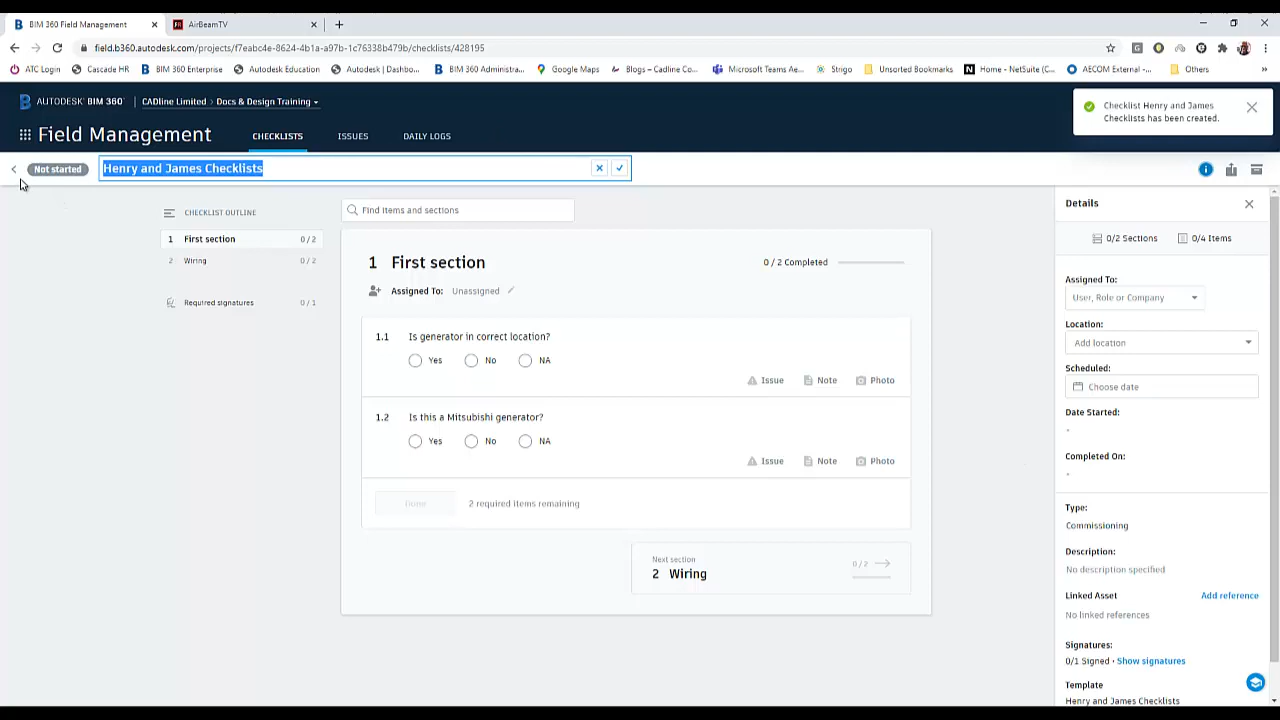 BIM 360 Field Management
AirBeamTV
field.b360.autodesk.com/projects/f7eabc4e-8624-4b1a-a97b-1c76338b479b/checklists/428195
ATC Login
Cascade HR
BIM 360 Enterprise
Autodesk Education
Autodesk | Dashbo...
BIM 360 Administra...
Google Maps
Blogs – Cadline Co...
Microsoft Teams Ae...
Strigo
Unsorted Bookmarks
Home - NetSuite (C...
AECOM External -...
Others
AUTODESK BIM 360
CADline Limited > Docs & Design Training
Checklist Henry and James
Checklists has been created.
Field Management
CHECKLISTS
ISSUES
DAILY LOGS
Not started
Henry and James Checklists
CHECKLIST OUTLINE
1 First section 0 / 2
2 Wiring 0 / 2
Required signatures 0 / 1
Find items and sections
1 First section
0 / 2 Completed
Assigned To: Unassigned
1.1 Is generator in correct location?
Yes No NA
Issue Note Photo
1.2 Is this a Mitsubishi generator?
Yes No NA
Issue Note Photo
Done
2 required items remaining
Next section
2 Wiring
0 / 2
Details
0/2 Sections
0/4 Items
Assigned To:
User, Role or Company
Location:
Add location
Scheduled:
Choose date
Date Started:
-
Completed On:
-
Type:
Commissioning
Description:
No description specified
Linked Asset
Add reference
No linked references
Signatures:
0/1 Signed • Show signatures
Template
Henry and James Checklists